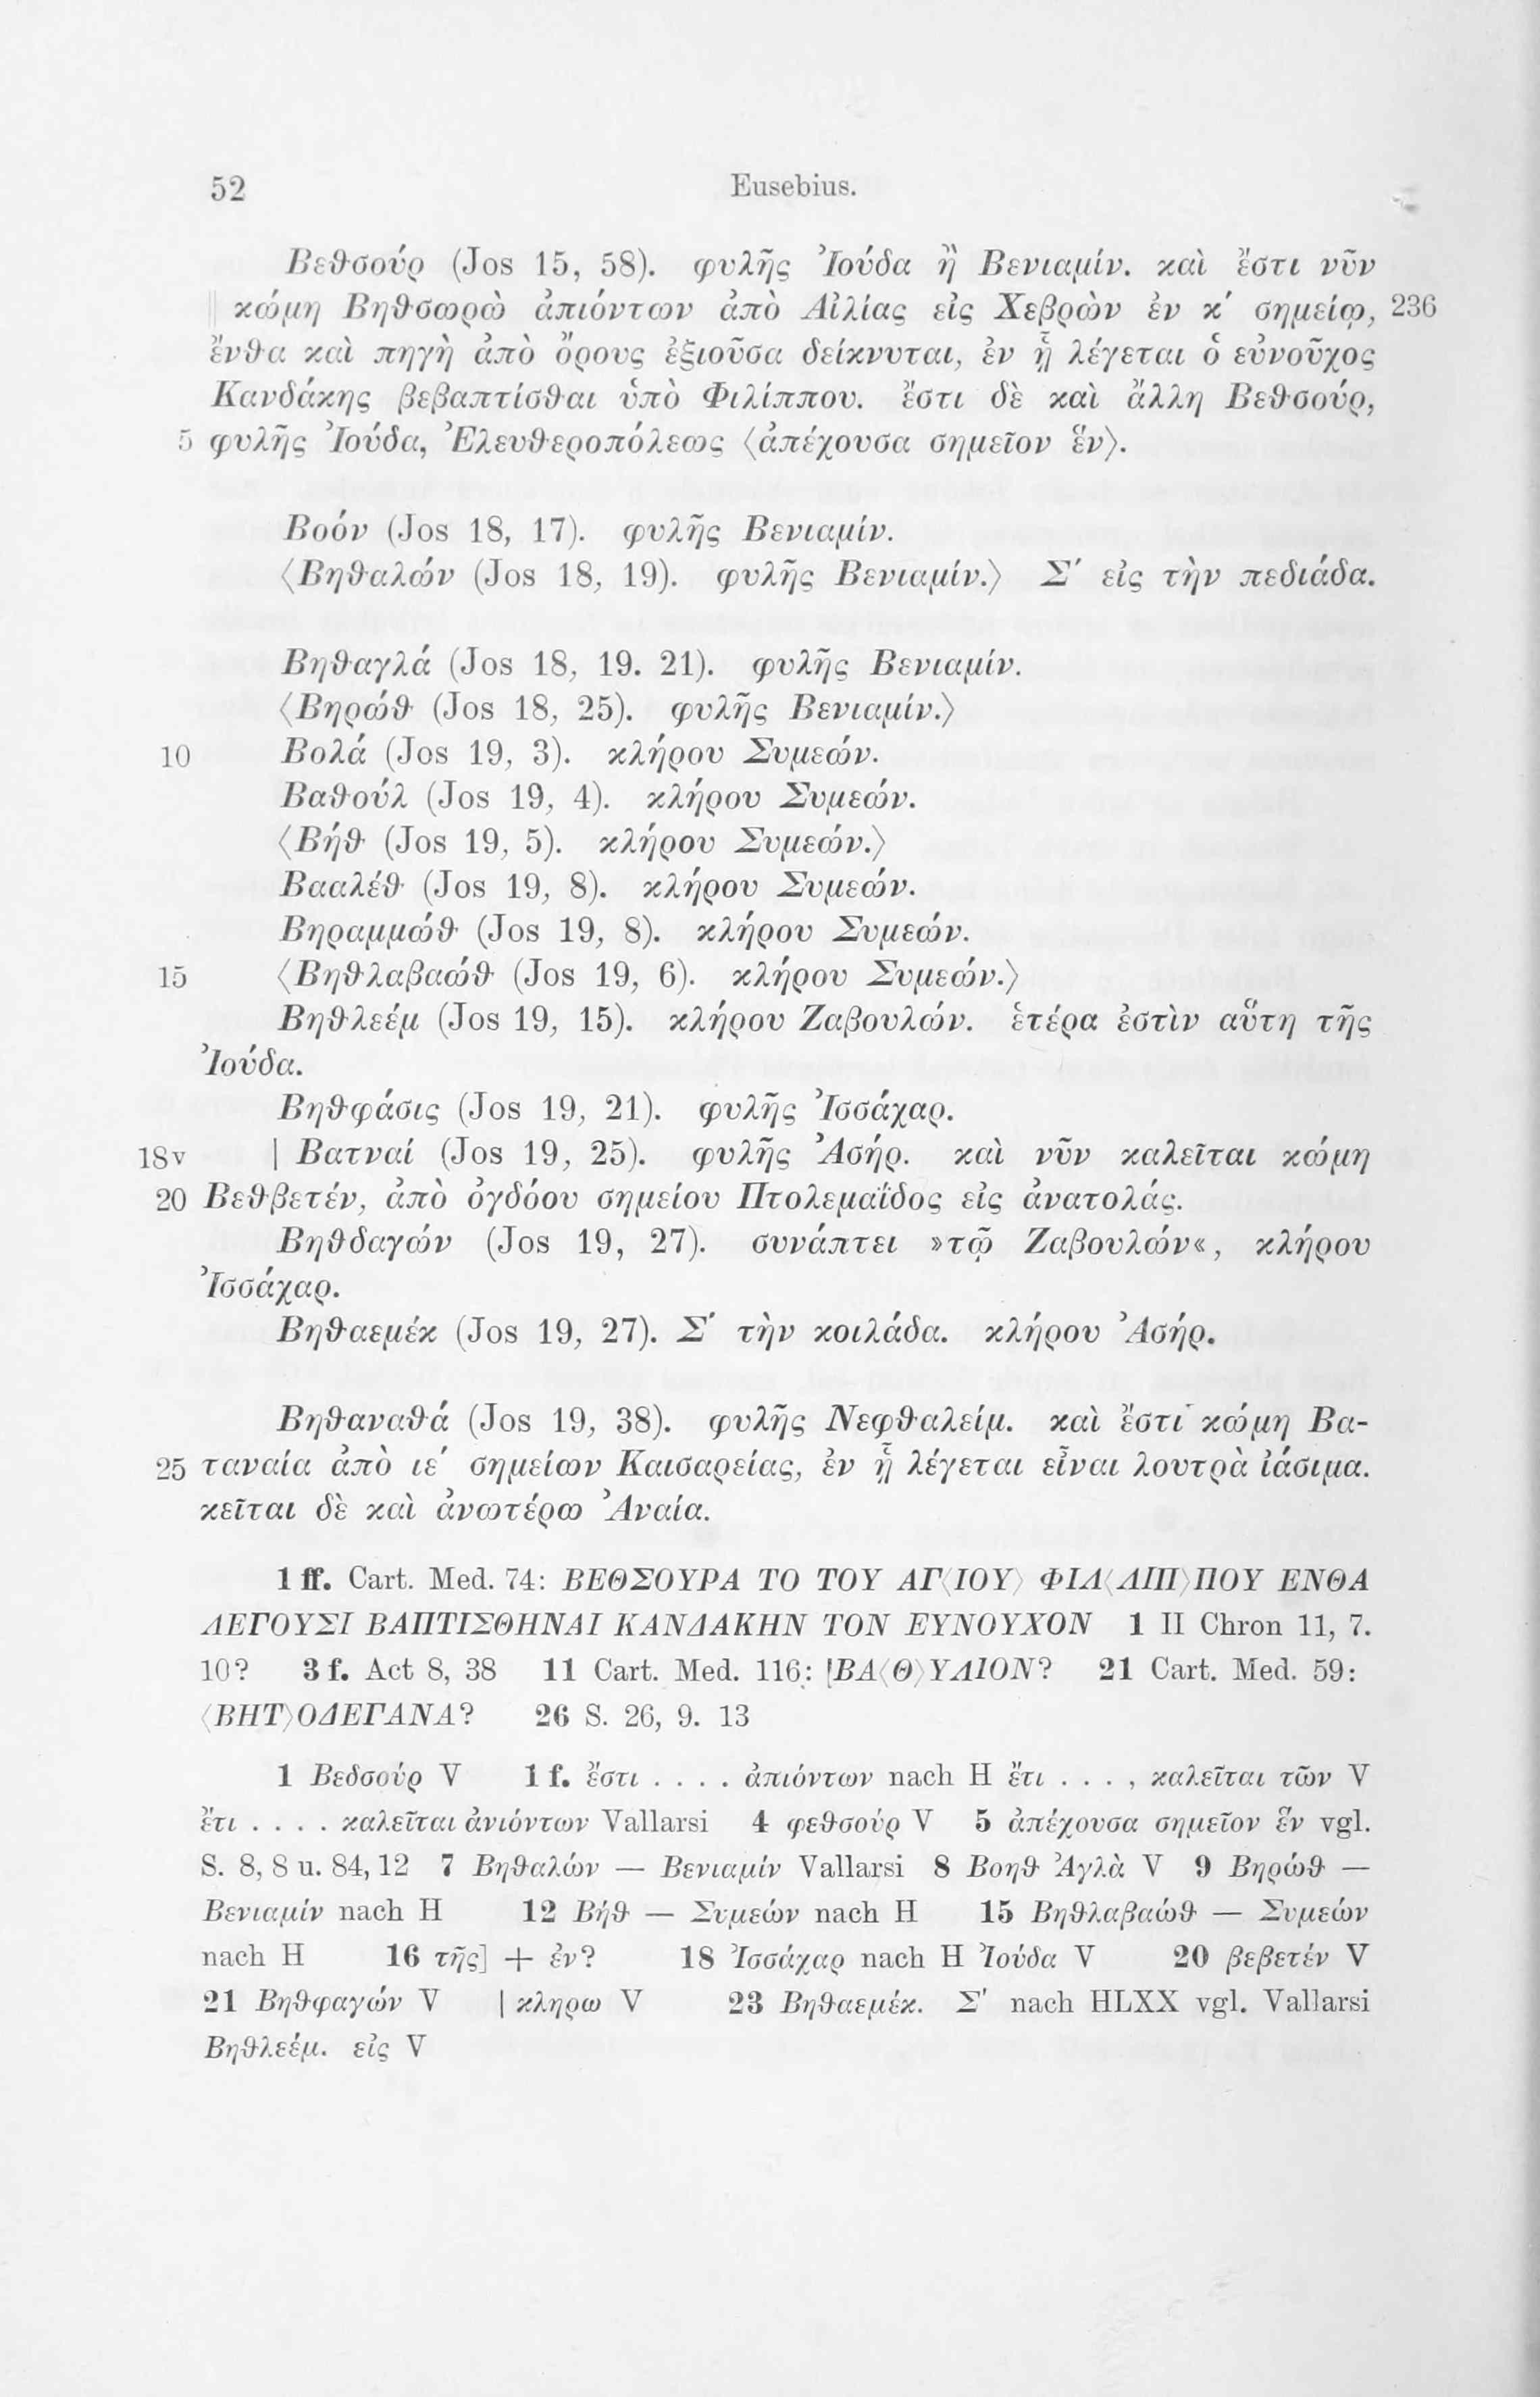 52 Eusebius.
Βεθσούρ (Jos 15, 58). φυλῆς Ἰούδα ἢ Βενιαμίν. καὶ ἔστι νῦν
‖ κώμη Βηθσωρὼ ἀπιόντων ἀπὸ Αἰλίας εἰς Χεβρὼν ἐν κʹ σημείῳ, 236
ἔνθα καὶ πηγὴ ἀπὸ ὄρους ἐξιοῦσα δείκνυται, ἐν ᾗ λέγεται ὁ εὐνοῦχος
Κανδάκης βεβαπτίσθαι ὑπὸ Φιλίππου. ἔστι δὲ καὶ ἄλλη Βεθσούρ,
5 φυλῆς Ἰούδα, Ἐλευθεροπόλεως ⟨ἀπέχουσα σημεῖον ἕν⟩.
Βοόν (Jos 18, 17). φυλῆς Βενιαμίν.
⟨Βηθαλών (Jos 18, 19). φυλῆς Βενιαμίν.⟩ Σʹ εἰς τὴν πεδιάδα.
Βηθαγλά (Jos 18, 19. 21). φυλῆς Βενιαμίν.
⟨Βηρώθ (Jos 18, 25). φυλῆς Βενιαμίν.⟩
10 Βολά (Jos 19, 3). κλήρου Συμεών.
Βαθούλ (Jos 19, 4). κλήρου Συμεών.
⟨Βήθ (Jos 19, 5). κλήρου Συμεών.⟩
Βααλέθ (Jos 19, 8). κλήρου Συμεών.
Βηραμμώθ (Jos 19, 8). κλήρου Συμεών.
15 ⟨Βηθλαβαώθ (Jos 19, 6). κλήρου Συμεών.⟩
Βηθλεέμ (Jos 19, 15). κλήρου Ζαβουλών. ἑτέρα ἐστὶν αὕτη τῆς
Ἰούδα.
Βηθφάσις (Jos 19, 21). φυλῆς Ἰσσάχαρ.
18v | Βατναί (Jos 19, 25). φυλῆς Ἀσήρ. καὶ νῦν καλεῖται κώμη
20 Βεθβετέν, ἀπὸ ὀγδόου σημείου Πτολεμαΐδος εἰς ἀνατολάς.
Βηθδαγών (Jos 19, 27). συνάπτει »τῷ Ζαβουλών«, κλήρου
Ἰσσάχαρ.
Βηθαεμέκ (Jos 19, 27). Σʹ τὴν κοιλάδα. κλήρου Ἀσήρ.
Βηθαναθά (Jos 19, 38). φυλῆς Νεφθαλείμ. καὶ ἔστι κώμη Βα-
25 ταναία ἀπὸ ιεʹ σημείων Καισαρείας, ἐν ᾗ λέγεται εἶναι λουτρὰ ἰάσιμα.
κεῖται δὲ καὶ ἀνωτέρω Ἀναία.
1 ff. Cart. Med. 74: ΒΕΘΣΟΥΡΑ ΤΟ ΤΟΥ ΑΓ⟨ΙΟΥ⟩ ΦΙΛ⟨ΛΙΠ⟩ΠΟΥ ΕΝΘΑ
ΛΕΓΟΥΣΙ ΒΑΠΤΙΣΘΗΝΑΙ ΚΑΝΔΑΚΗΝ ΤΟΝ ΕΥΝΟΥΧΟΝ 1 II Chron 11, 7.
10? 3 f. Act 8, 38 11 Cart. Med. 116: [ΒΑ⟨Θ⟩ΥΛΙΟΝ? 21 Cart. Med. 59:
⟨ΒΗΤ⟩ΟΔΕΓΑΝΑ? 26 S. 26, 9. 13
1 Βεδσούρ V 1 f. ἔστι . . . . ἀπιόντων nach H ἔτι . . . , καλεῖται τῶν V
ἔτι . . . . καλεῖται ἀνιόντων Vallarsi 4 φεθσούρ V 5 ἀπέχουσα σημεῖον ἕν vgl.
S. 8, 8 u. 84, 12 7 Βηθαλών — Βενιαμίν Vallarsi 8 Βοηθ Ἀγλὰ V 9 Βηρώθ —
Βενιαμίν nach H 12 Βήθ — Συμεών nach H 15 Βηθλαβαώθ — Συμεών
nach H 16 τῆς] + ἐν? 18 Ἰσσάχαρ nach H Ἰούδα V 20 βεβετέν V
21 Βηθφαγών V | κληρω V 23 Βηθαεμέκ. Σʹ nach HLXX vgl. Vallarsi
Βηθλεέμ. εἰς V